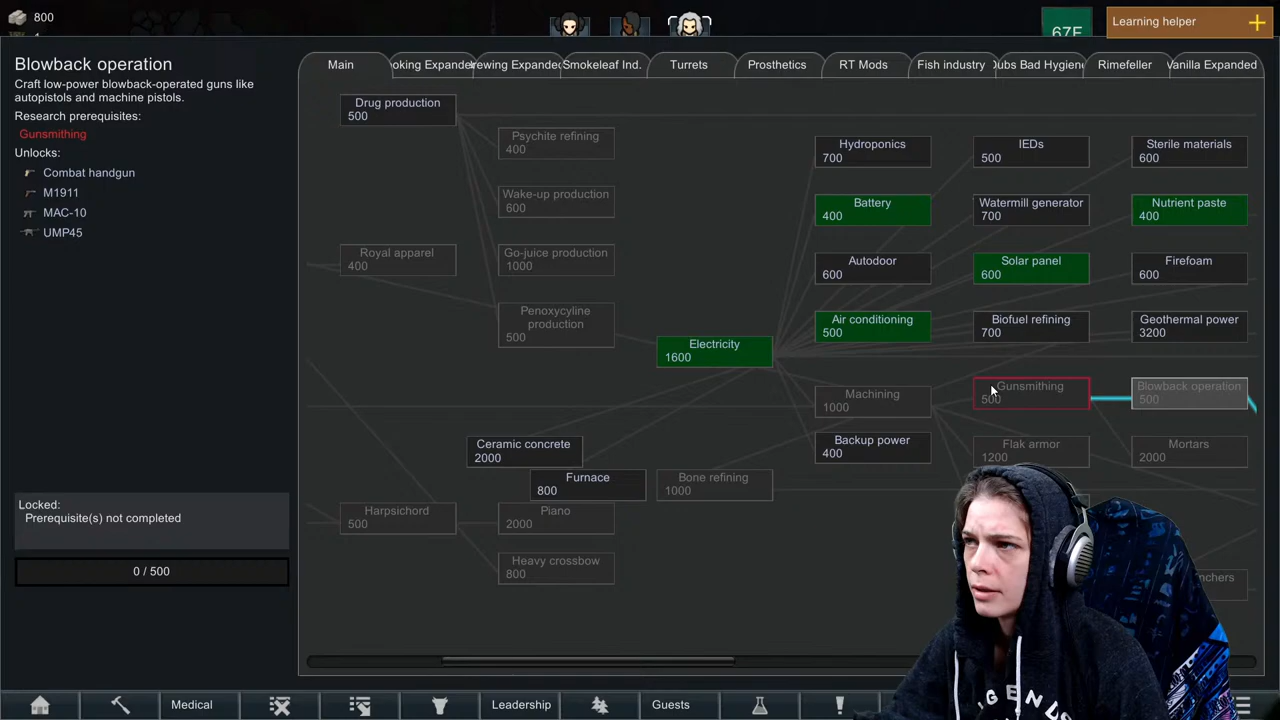 800
67F
Learning helper
Blowback operation
Craft low-power blowback-operated guns like
autopistols and machine pistols.
Research prerequisites:
Gunsmithing
Unlocks:
Combat handgun
M1911
MAC-10
UMP45
Locked:
Prerequisite(s) not completed
0 / 500
Main
oking Expande
rewing Expande
Smokeleaf Ind.
Turrets
Prosthetics
RT Mods
Fish industry
Dubs Bad Hygien
Rimefeller
Vanilla Expanded
Drug production
500
Psychite refining
400
Wake-up production
600
Royal apparel
400
Go-juice production
1000
Penoxycyline
production
500
Electricity
1600
Hydroponics
700
IEDs
500
Sterile materials
600
Battery
400
Watermill generator
700
Nutrient paste
400
Autodoor
600
Solar panel
600
Firefoam
600
Air conditioning
500
Biofuel refining
700
Geothermal power
3200
Machining
1000
Gunsmithing
500
Blowback operation
500
Ceramic concrete
2000
Backup power
400
Flak armor
1200
Mortars
2000
Furnace
800
Bone refining
1000
Harpsichord
500
Piano
2000
Heavy crossbow
800
nchers
Medical
Leadership
Guests